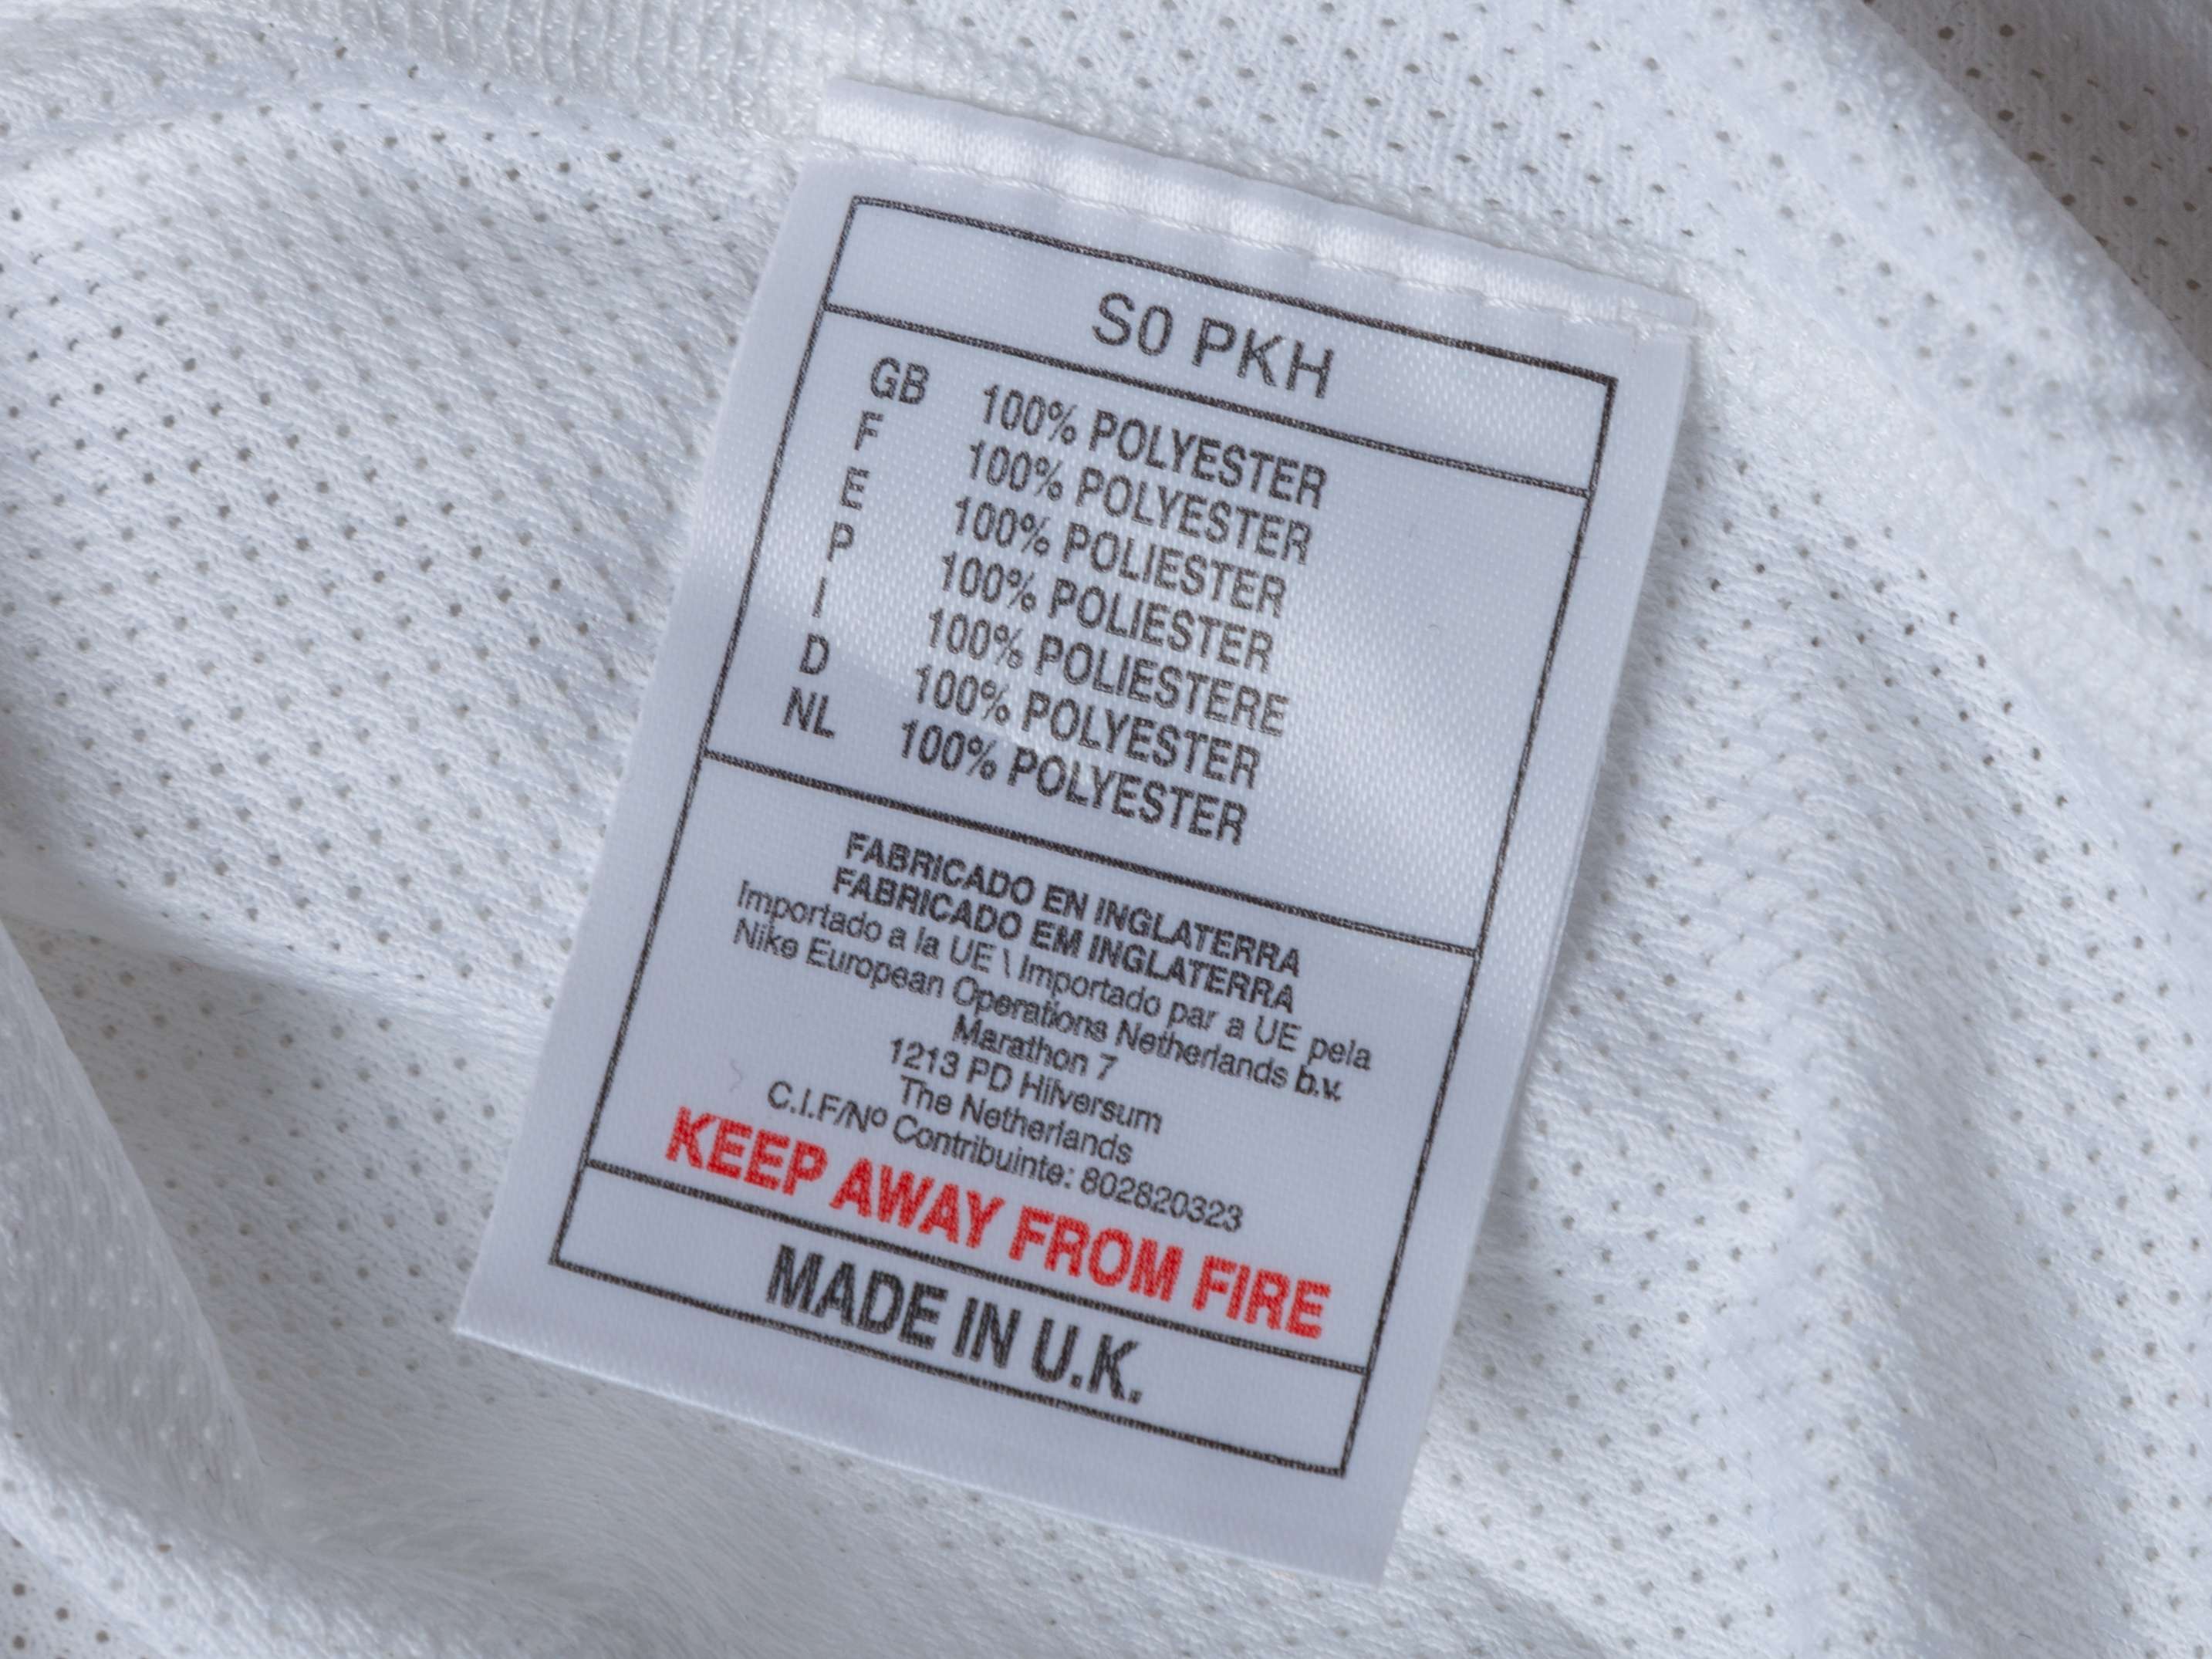 S0 PKH
GB 100% POLYESTER
F 100% POLYESTER
E 100% POLIESTER
P 100% POLIESTER
I 100% POLIESTERE
D 100% POLYESTER
NL 100% POLYESTER
FABRICADO EN INGLATERRA
FABRICADO EM INGLATERRA
Importado a la UE \ Importado par a UE pela
Nike European Operations Netherlands b.v.
Marathon 7
1213 PD Hilversum
The Netherlands
C.I.F/Nº Contribuinte: 802820323
KEEP AWAY FROM FIRE
MADE IN U.K.